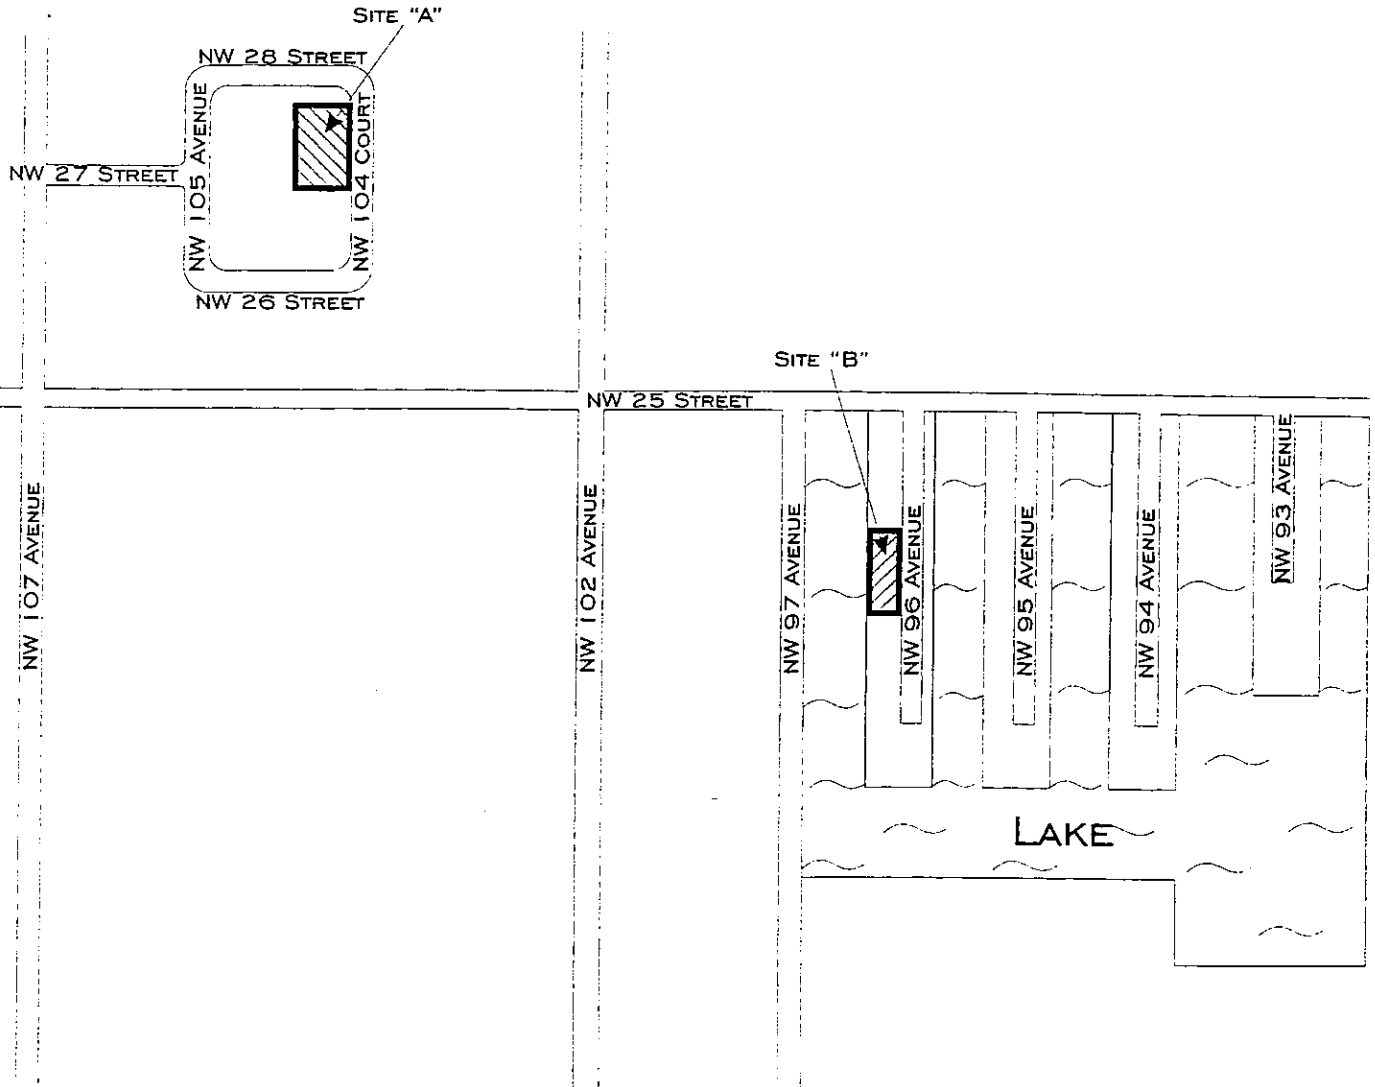 SITE "A"
NW 28 STREET
NW 105 AVENUE
NW 104 COURT
NW 27 STREET
NW 26 STREET
SITE "B"
NW 25 STREET
NW 107 AVENUE
NW 102 AVENUE
NW 97 AVENUE
NW 96 AVENUE
NW 95 AVENUE
NW 94 AVENUE
NW 93 AVENUE
LAKE